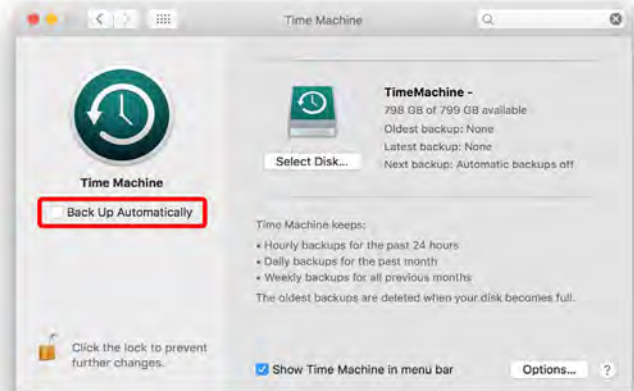 Time Machine
TimeMachine -
798 GB of 799 GB available
Oldest backup: None
Latest backup: None
Next backup: Automatic backups off
Select Disk...
Time Machine
Back Up Automatically
Time Machine keeps:
• Hourly backups for the past 24 hours
• Daily backups for the past month
• Weekly backups for all previous months
The oldest backups are deleted when your disk becomes full.
Click the lock to prevent
further changes.
Show Time Machine in menu bar
Options...
?